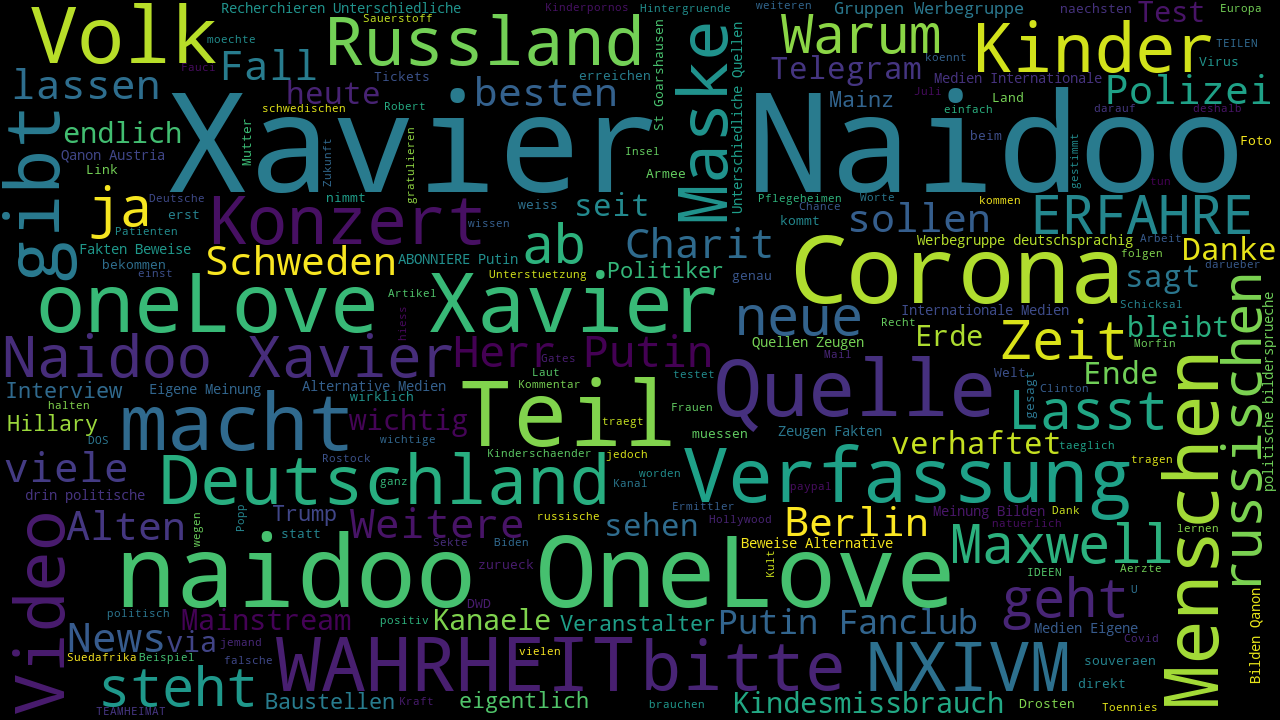 Volk
Recherchieren Unterschiedliche
Sauerstoff
Kinderpornos
Hintergruende
weiteren
Gruppen Werbegruppe
naechsten
Test
Europa
moechte
Russland
Warum
Kinder
TEILEN
Fauci
Fall
Tickets
erreichen
St Goarshausen
Maske
Unterschiedliche Quellen
Telegram
koennt
Medien Internationale
Virus
lassen
heute
besten
Mainz
Juli
Land
Polizei
schwedischen
Robert
einfach
darauf
deshalb
gibt
endlich
Mutter
Xavier
Naidoo
beim
gestimmt
Foto
Qanon Austria
Link
Zukunft
gratulieren
Insel
Armee
tun
ja
Deutsche
erst
Patienten
nimmt
Konzert
weiss
seit
Pflegeheimen
Chance
Worte
kommen
wissen
kommt
sollen
ERFAHRE
Fakten Beweise
bekommen
einst
Schweden
ABONNIERE Putin
ab
Charit
Werbegruppe deutschsprachig
Arbeit
folgen
Danke
darueber
Unterstuetzung
Politiker
genau
Corona
sagt
oneLove Xavier
Artikel
hiess
neue
Internationale Medien
Schicksal
Recht
Erde
Zeit
bleibt
Morfin
russischen
politische bildersprueche
Naidoo Xavier
Herr Putin
Gates
Quellen Zeugen
Mail
Interview
Eigene Meinung
Alternative Medien
wirklich
Laut
Kommentar
testet
Quelle
Welt
gesagt
Clinton
Ende
Menschen
halten
Hillary
DOS
macht
wichtig
wichtige
Teil
traegt
Frauen
muessen
Zeugen Fakten
Lasst
verhaftet
taeglich
viele
Rostock
Kinderschaender
jedoch
tragen
drin politische
Deutschland
ganz
Kanal
worden
Verfassung
paypal
Video
Alten
wegen
Popp
Trump
statt
Weitere
russische
Ermittler
sehen
Hollywood
Berlin
Meinung Bilden
Dank
natuerlich
lernen
Sekte
Biden
Beweise Alternative
Maxwell
naidoo OneLove
zurueck
Kult
IDEEN
Aerzte
geht
U
politisch
DWD
Mainstream
positiv
Kanaele
Veranstalter
Putin Fanclub
Medien Eigene
Covid
News
via
jemand
Suedafrika
Beispiel
falsche
WAHRHEIT
vielen
bitte
NXIVM
souveraen
Bilden Qanon
steht
Baustellen
Kraft
eigentlich
brauchen
Kindesmissbrauch
Drosten
direkt
Toennies
TEAMHEIMAT